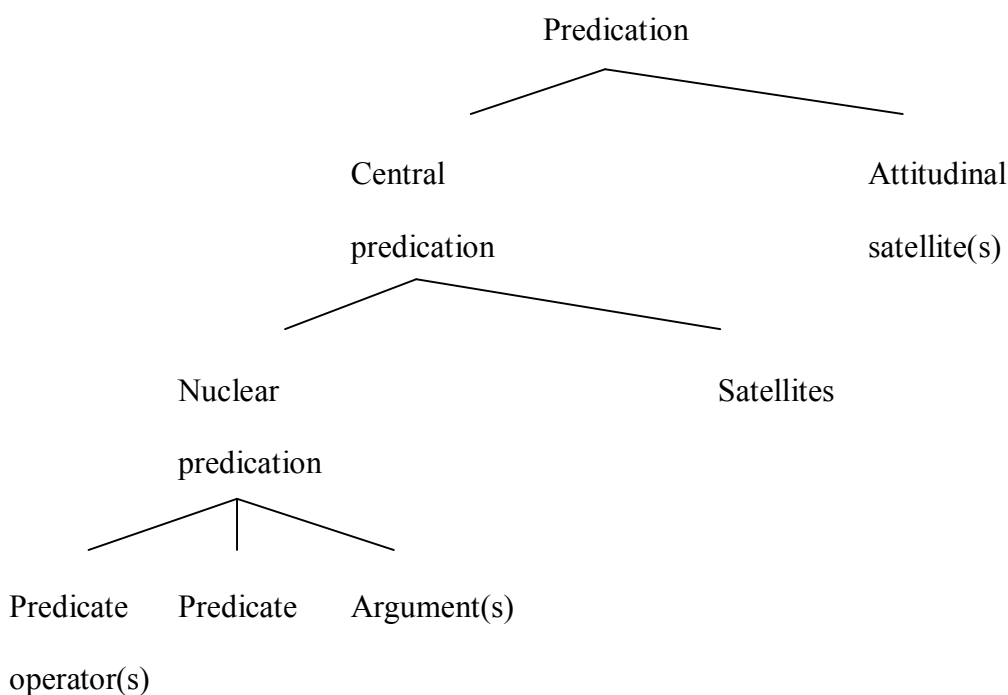 Predication
Central
predication
Attitudinal
satellite(s)
Nuclear
predication
Satellites
Predicate
operator(s)
Predicate
Argument(s)